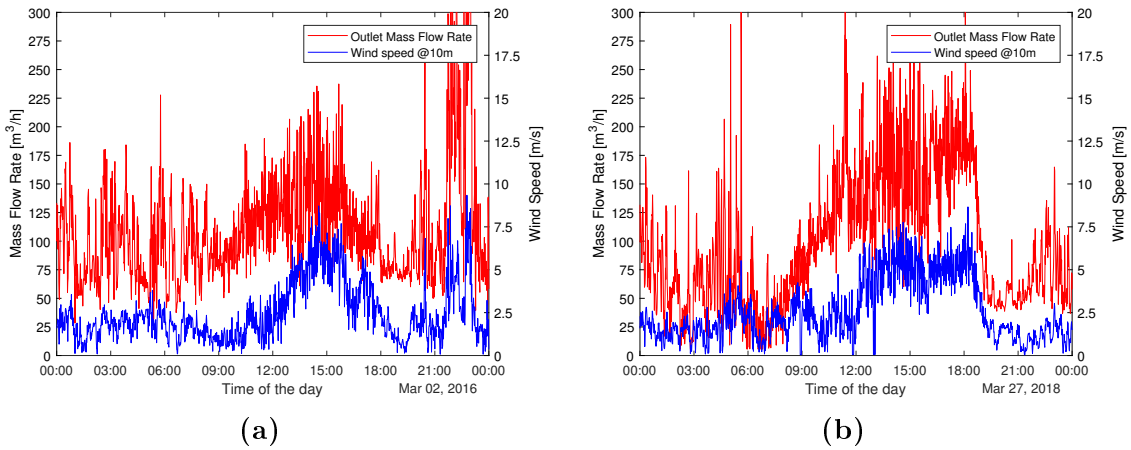 300
275
250
225
200
175
150
125
100
75
50
25
0
Mass Flow Rate [m³/h]
20
17.5
15
12.5
10
7.5
5
2.5
0
Wind Speed [m/s]
Outlet Mass Flow Rate
Wind speed @10m
00:00 03:00 06:00 09:00 12:00 15:00 18:00 21:00 00:00
Time of the day
Mar 02, 2016
(a)
300
275
250
225
200
175
150
125
100
75
50
25
0
Mass Flow Rate [m³/h]
20
17.5
15
12.5
10
7.5
5
2.5
0
Wind Speed [m/s]
Outlet Mass Flow Rate
Wind speed @10m
00:00 03:00 06:00 09:00 12:00 15:00 18:00 21:00 00:00
Time of the day
Mar 27, 2018
(b)